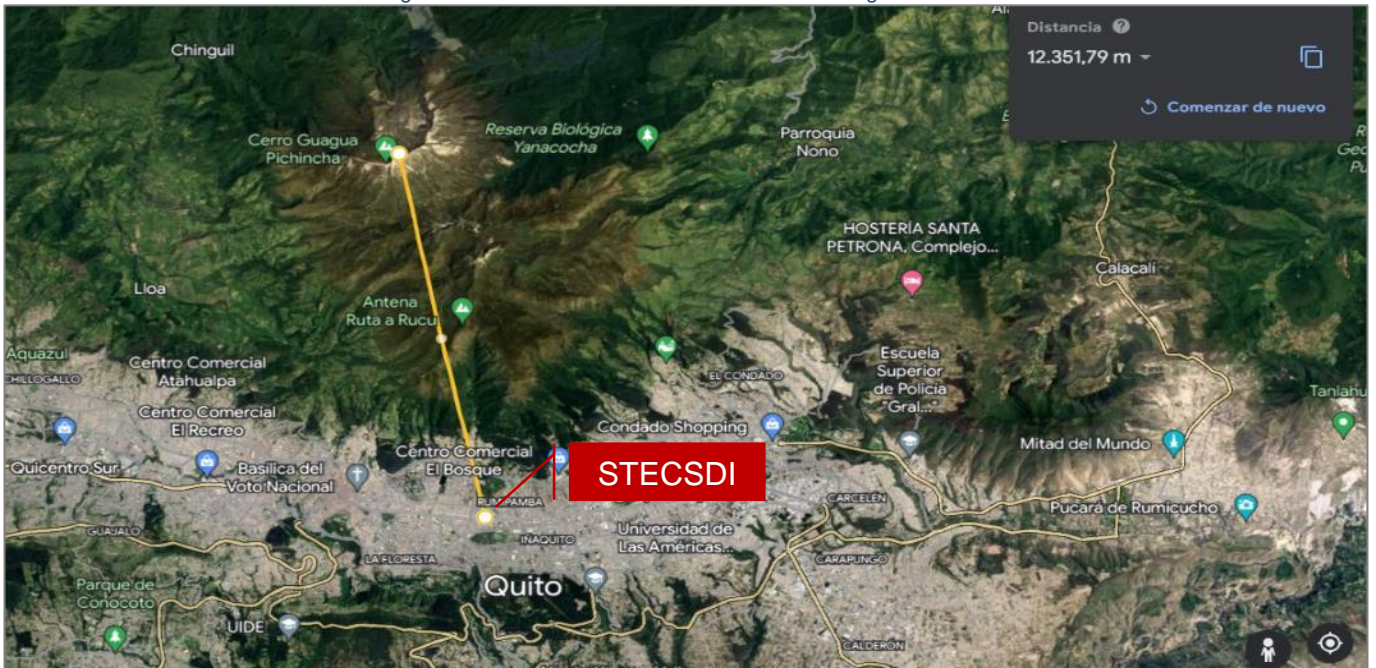 Distancia
12.351,79 m
Comenzar de nuevo
Chinguil
Cerro Guagua
Pichincha
Reserva Biológica
Yanacocha
Parroquia
Nono
HOSTERÍA SANTA
PETRONA, Complejo...
Calacalí
Lloa
Antena
Ruta a Rucu
Aquazul
CHILLOGALLO
Centro Comercial
Atahualpa
EL CONDADO
Escuela
Superior
de Policía
"Gral...
Tanlahu
Centro Comercial
El Recreo
Condado Shopping
Mitad del Mundo
Centro Comercial
El Bosque
STECSDI
Quicentro Sur
Basílica del
Voto Nacional
RUMIPAMBA
CARCELÉN
Pucará de Rumicucho
GUAJALÓ
IÑAQUITO
Universidad de
Las Américas...
LA FLORESTA
CARAPUNGO
Parque de
Conocoto
Quito
UIDE
CALDERÓN